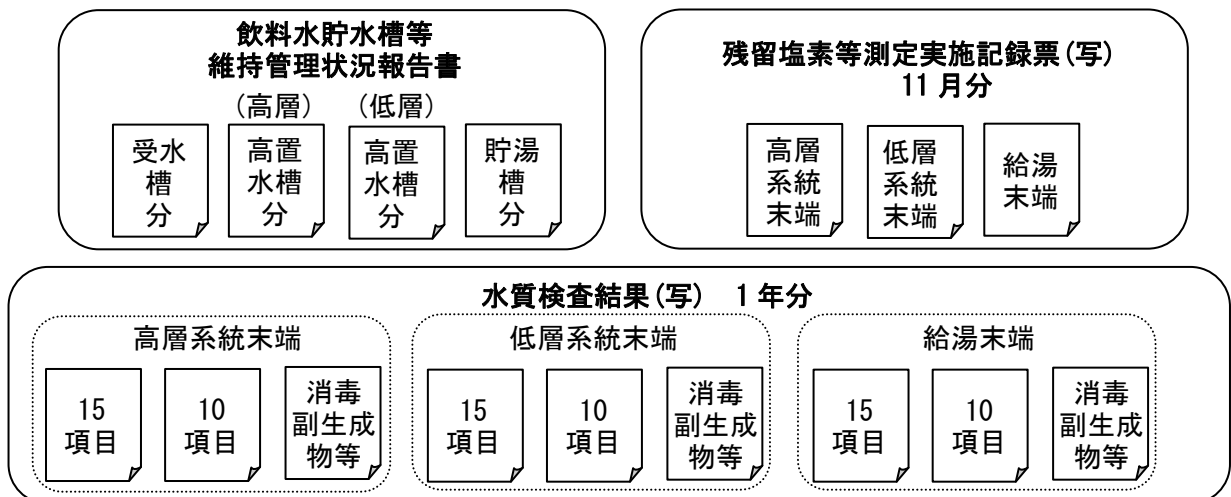 飲料水貯水槽等
維持管理状況報告書
(高層) (低層)
受水
槽
分
高置
水槽
分
高置
水槽
分
貯湯
槽
分
残留塩素等測定実施記録票(写)
11月分
高層
系統
末端
低層
系統
末端
給湯
末端
水質検査結果(写) 1年分
高層系統末端
15
項目
10
項目
消毒
副生成
物等
低層系統末端
15
項目
10
項目
消毒
副生成
物等
給湯末端
15
項目
10
項目
消毒
副生成
物等